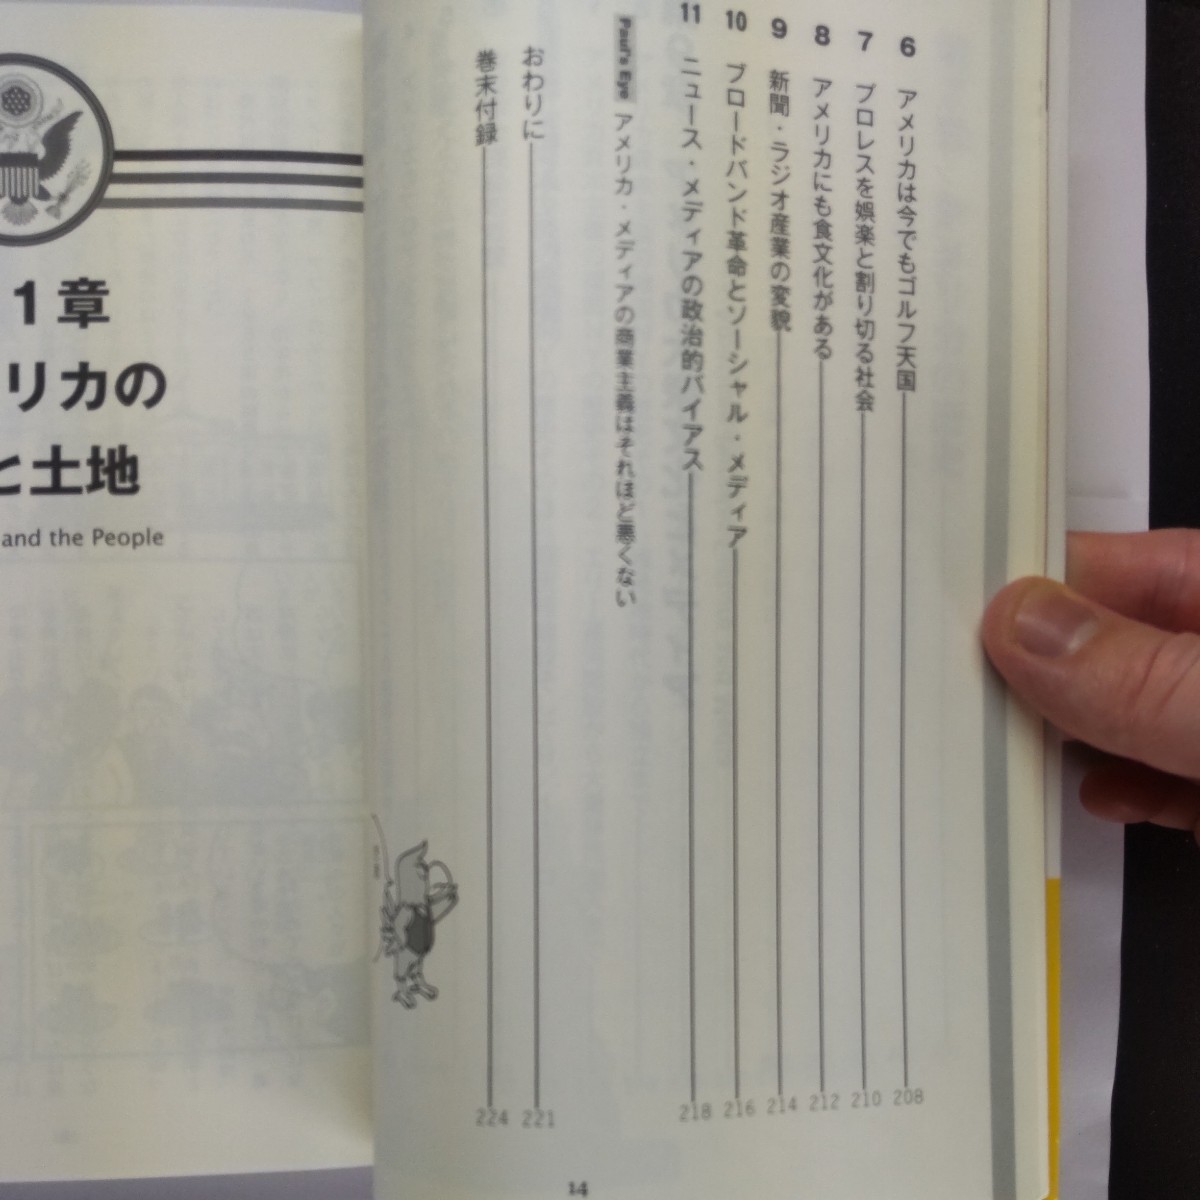 6 アメリカは今でもゴルフ天国 208
7 プロレスを娯楽と割り切る社会 210
8 アメリカにも食文化がある 212
9 新聞・ラジオ産業の変貌 214
10 ブロードバンド革命とソーシャル・メディア 216
11 ニュース・メディアの政治的バイアス 218
Paul's Eye アメリカ・メディアの商業主義はそれほど悪くない
おわりに 221
巻末付録 224
14
1章
リカの
と土地
and the People